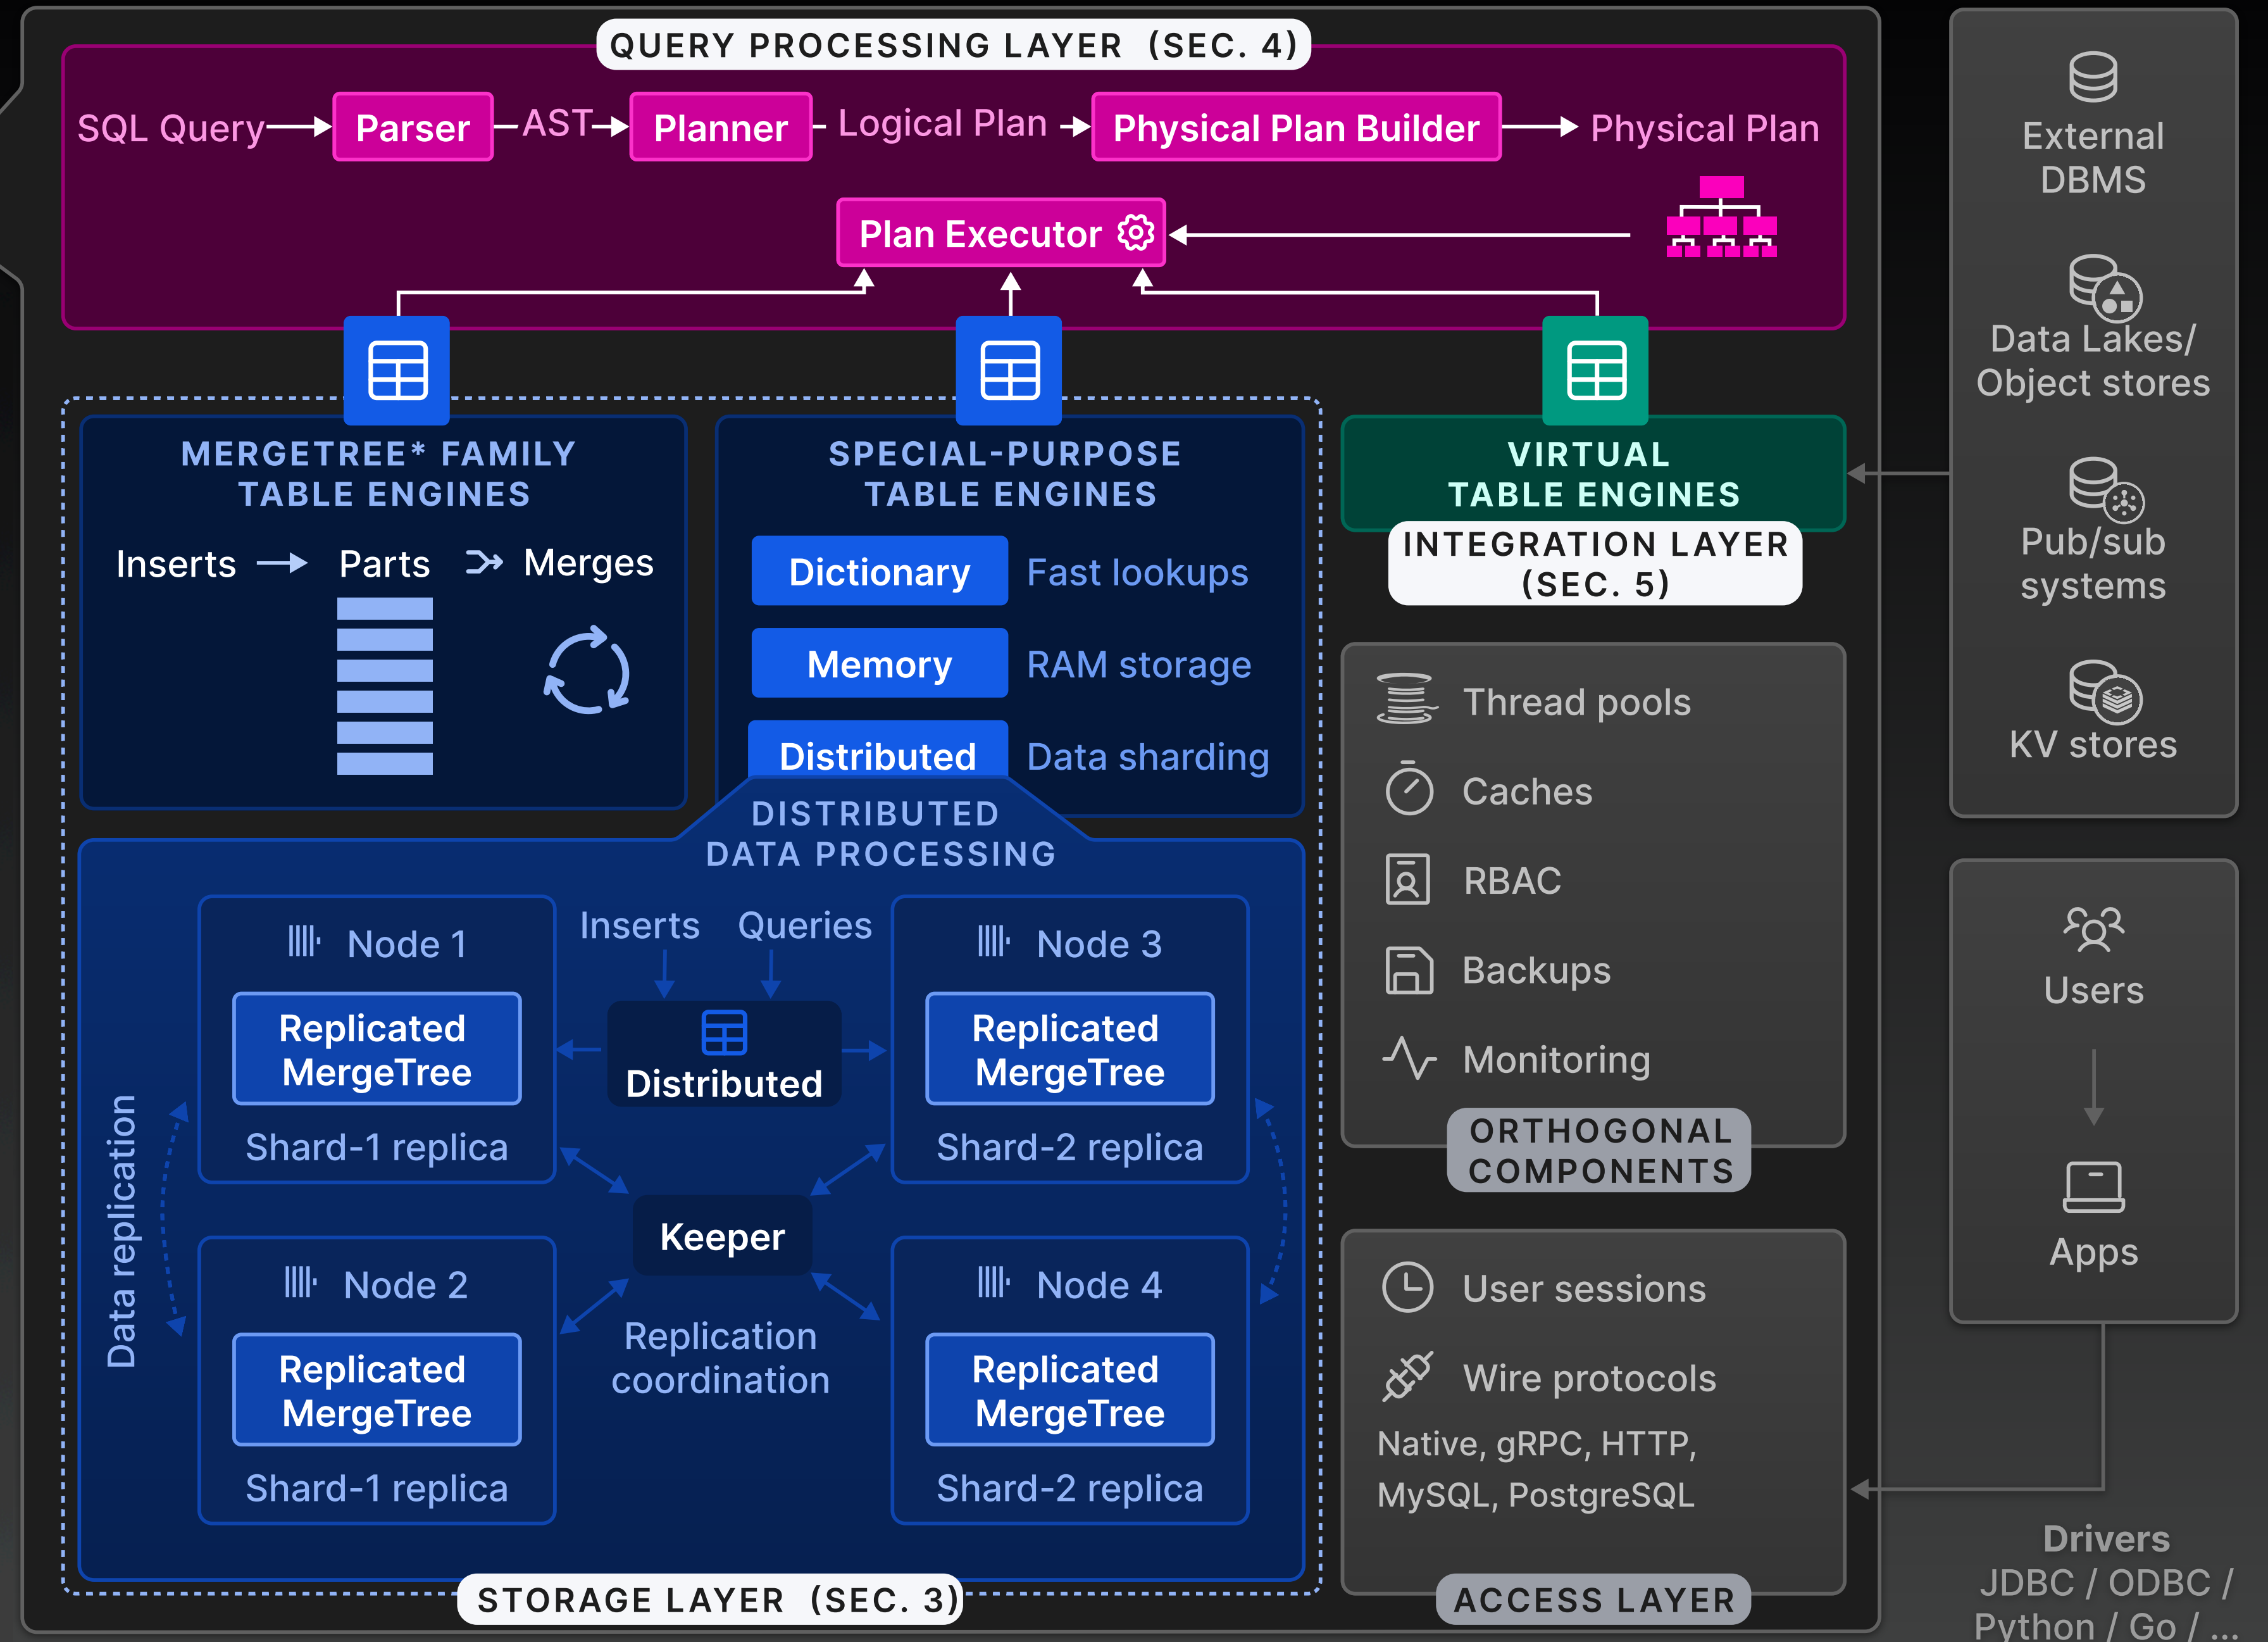 QUERY PROCESSING LAYER (SEC. 4)
SQL Query
Parser
AST
Planner
Logical Plan
Physical Plan Builder
Physical Plan
Plan Executor
MERGETREE* FAMILY
TABLE ENGINES
Inserts
Parts
Merges
SPECIAL-PURPOSE
TABLE ENGINES
Dictionary
Fast lookups
Memory
RAM storage
Distributed
Data sharding
DISTRIBUTED
DATA PROCESSING
Inserts
Queries
Node 1
Replicated
MergeTree
Shard-1 replica
Distributed
Node 3
Replicated
MergeTree
Shard-2 replica
Data replication
Keeper
Replication
coordination
Node 2
Replicated
MergeTree
Shard-1 replica
Node 4
Replicated
MergeTree
Shard-2 replica
STORAGE LAYER (SEC. 3)
VIRTUAL
TABLE ENGINES
INTEGRATION LAYER
(SEC. 5)
Thread pools
Caches
RBAC
Backups
Monitoring
ORTHOGONAL
COMPONENTS
User sessions
Wire protocols
Native, gRPC, HTTP,
MySQL, PostgreSQL
ACCESS LAYER
External
DBMS
Data Lakes/
Object stores
Pub/sub
systems
KV stores
Users
Apps
Drivers
JDBC / ODBC /
Python / Go / ...